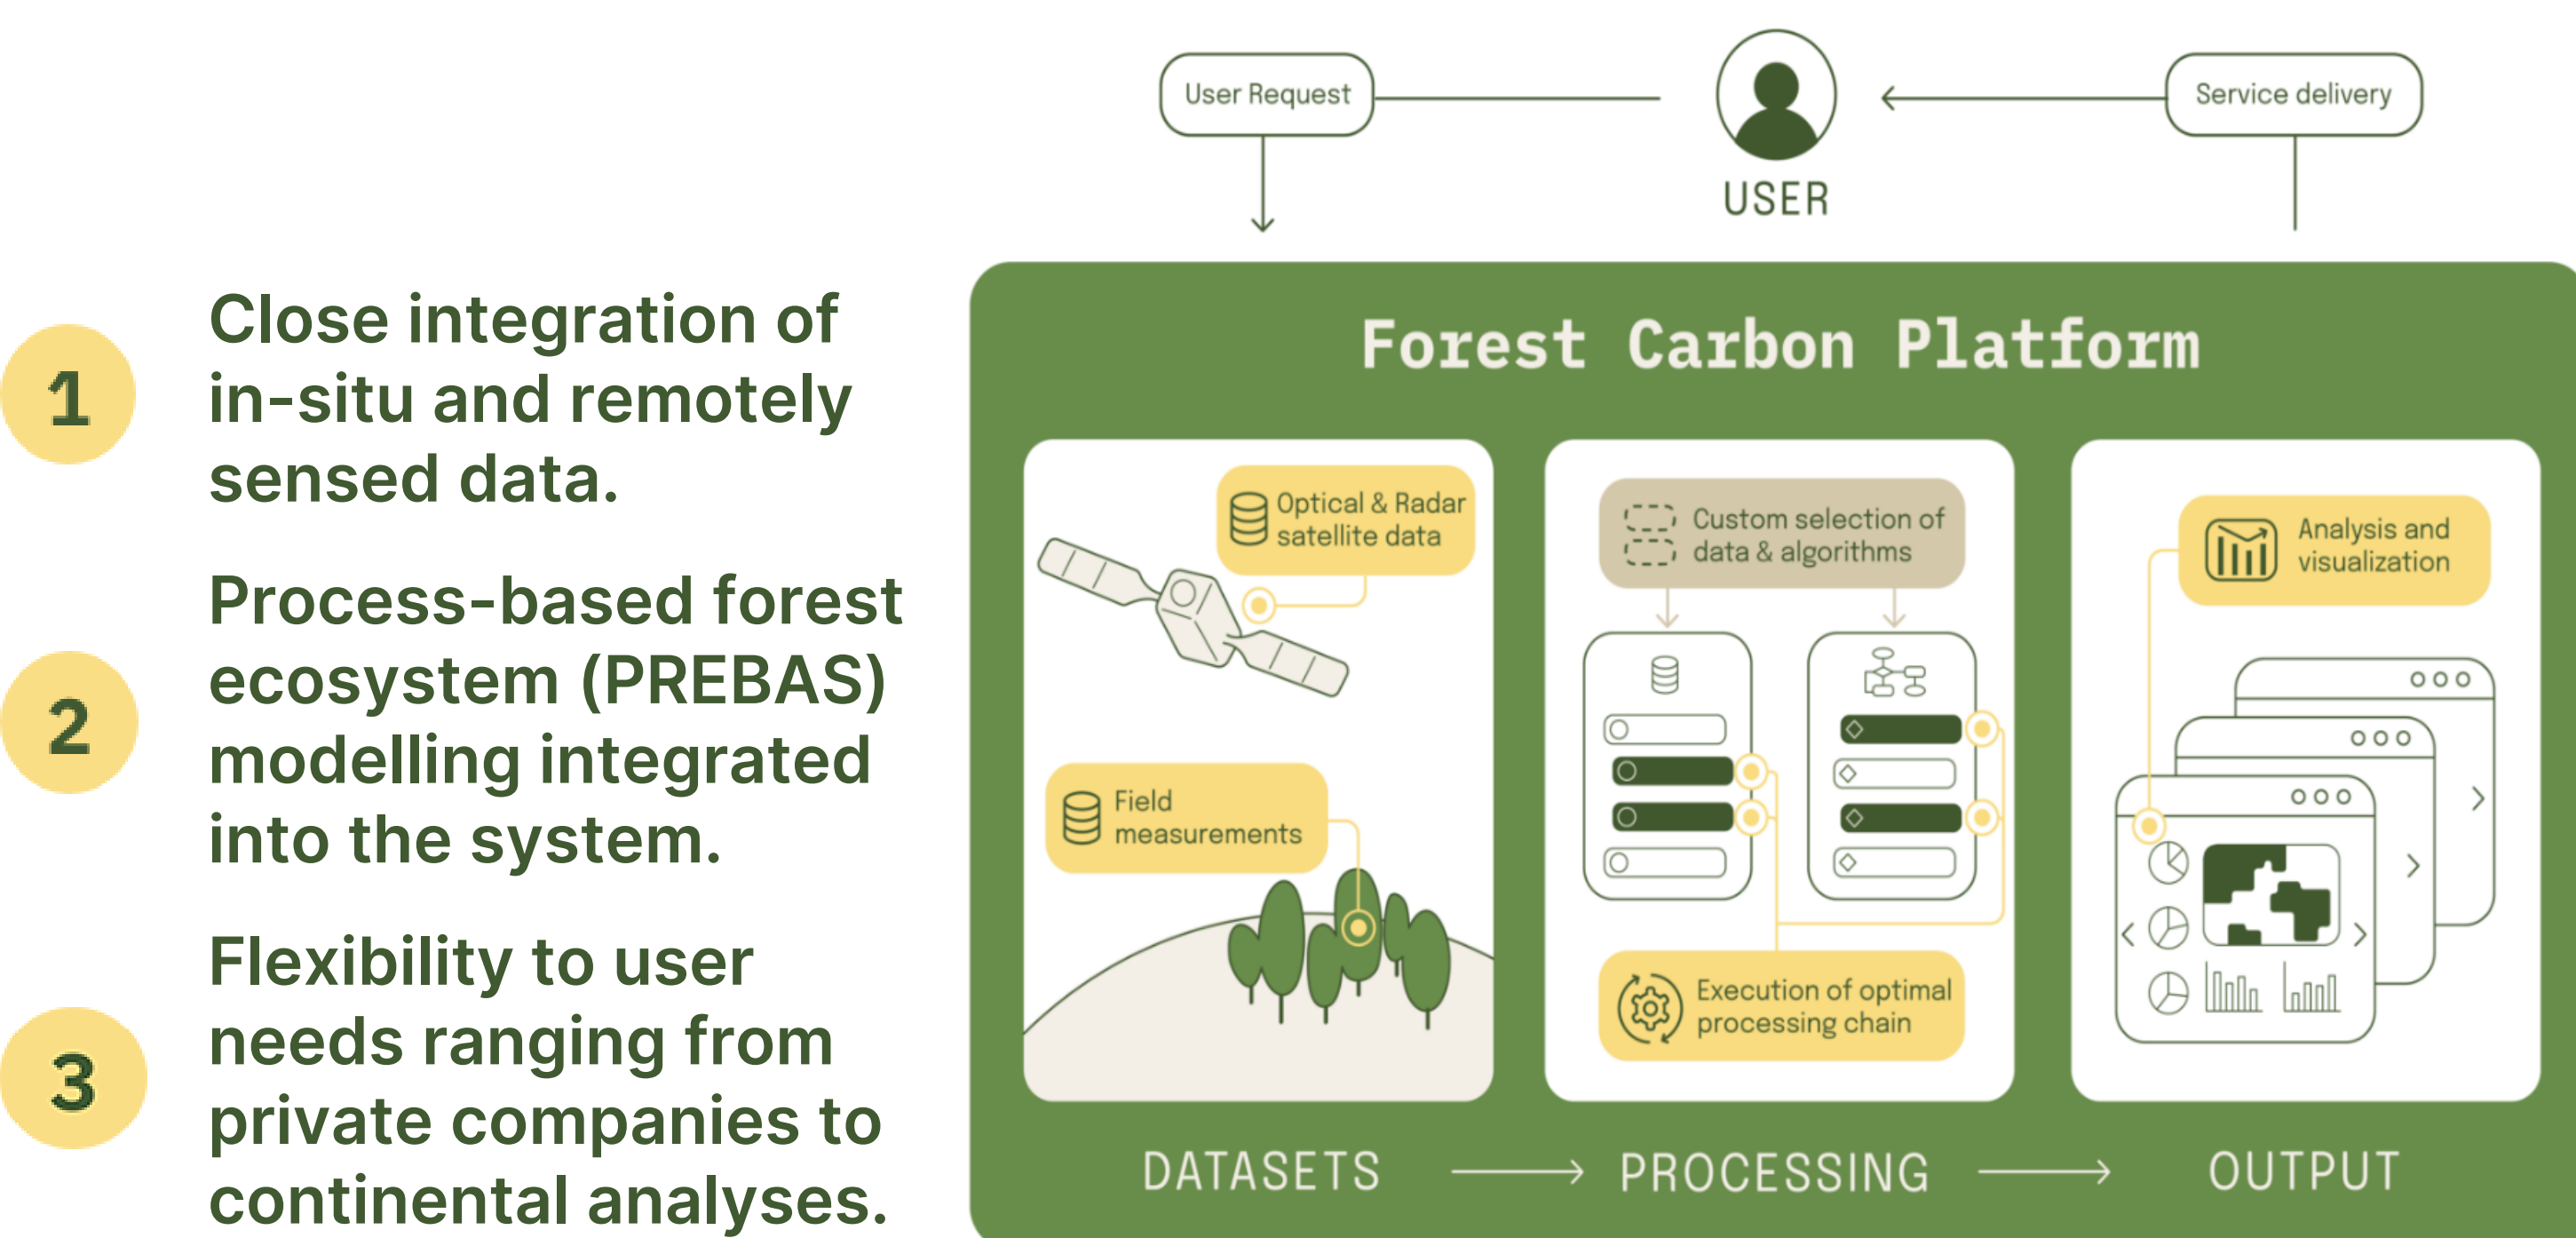 User Request
Service delivery
USER
1
Close integration of
in-situ and remotely
sensed data.
2
Process-based forest
ecosystem (PREBAS)
modelling integrated
into the system.
3
Flexibility to user
needs ranging from
private companies to
continental analyses.
Forest Carbon Platform
Optical & Radar
satellite data
Field
measurements
Custom selection of
data & algorithms
Execution of optimal
processing chain
Analysis and
visualization
DATASETS
PROCESSING
OUTPUT